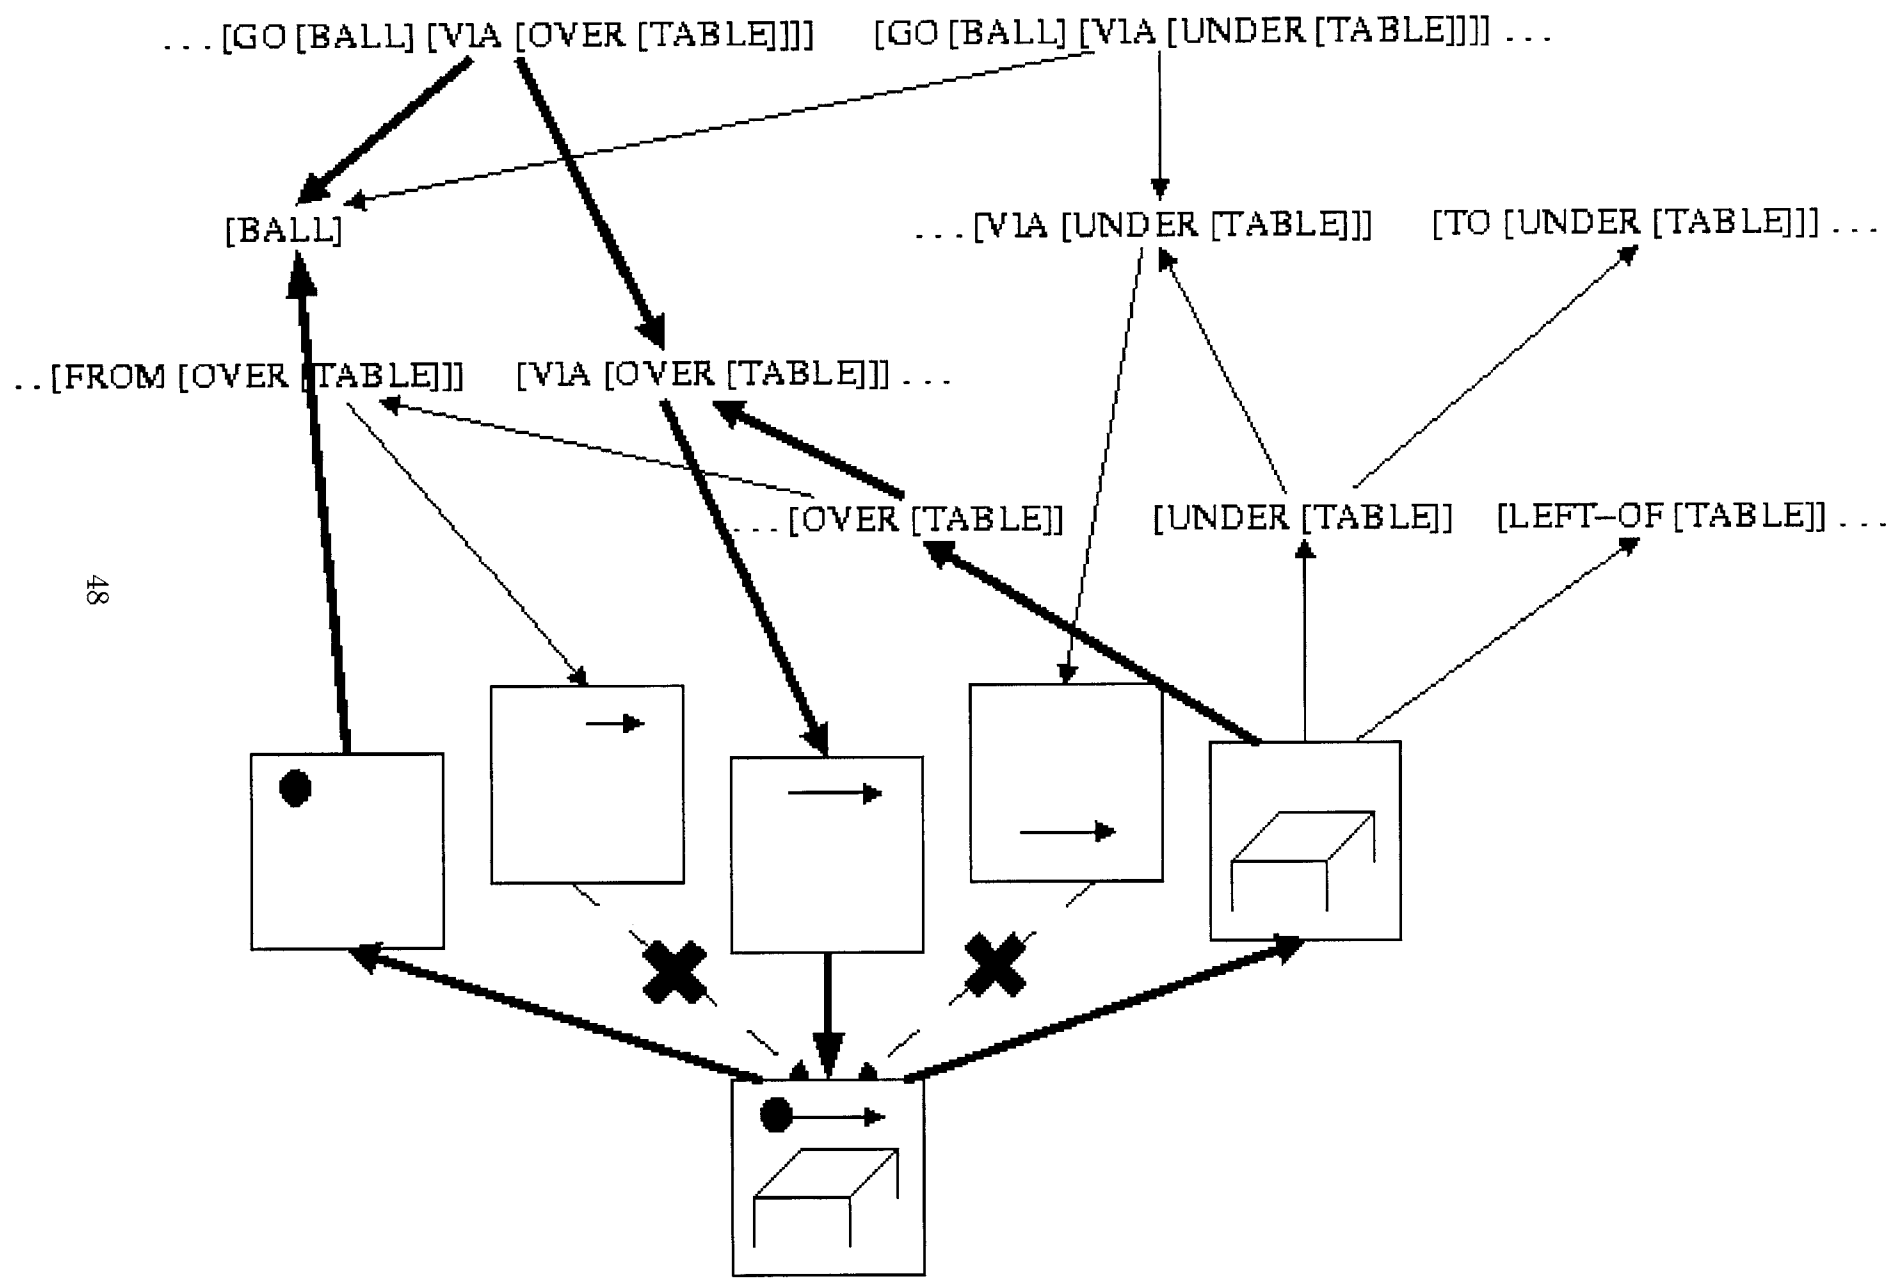 . . . [GO [BALL] [VIA [OVER [TABLE]]]] [GO [BALL] [VIA [UNDER [TABLE]]]] . . .
[BALL] . . . [VIA [UNDER [TABLE]]] [TO [UNDER [TABLE]]] . . .
. . [FROM [OVER [TABLE]]] [VIA [OVER [TABLE]]] . . .
. . . [OVER [TABLE]] [UNDER [TABLE]] [LEFT–OF [TABLE]] . . .
48